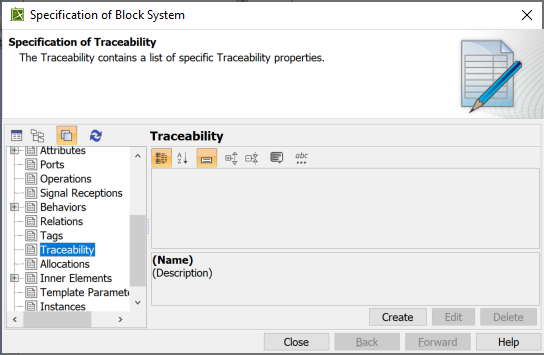 Specification of Block System
Specification of Traceability
The Traceability contains a list of specific Traceability properties.
Traceability
Attributes
Ports
Operations
Signal Receptions
Behaviors
Relations
Tags
Traceability
Allocations
Inner Elements
Template Paramete
Instances
A
Z
abc
(Name)
(Description)
Create
Edit
Delete
Close
Back
Forward
Help